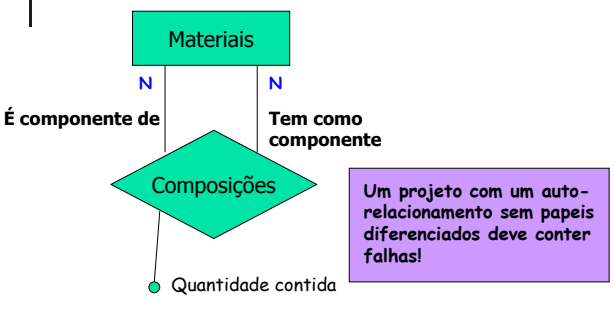 Materiais
N
N
É componente de
Tem como
componente
Composições
Um projeto com um auto-
relacionamento sem papeis
diferenciados deve conter
falhas!
Quantidade contida